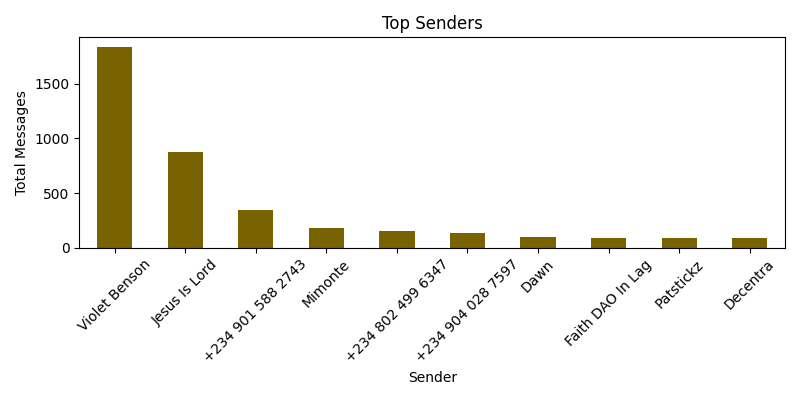 Top Senders
Total Messages
1500
1000
500
0
Violet Benson
Jesus Is Lord
+234 901 588 2743
Mimonte
+234 802 499 6347
+234 904 028 7597
Dawn
Faith DAO In Lag
Patstickz
Decentra
Sender